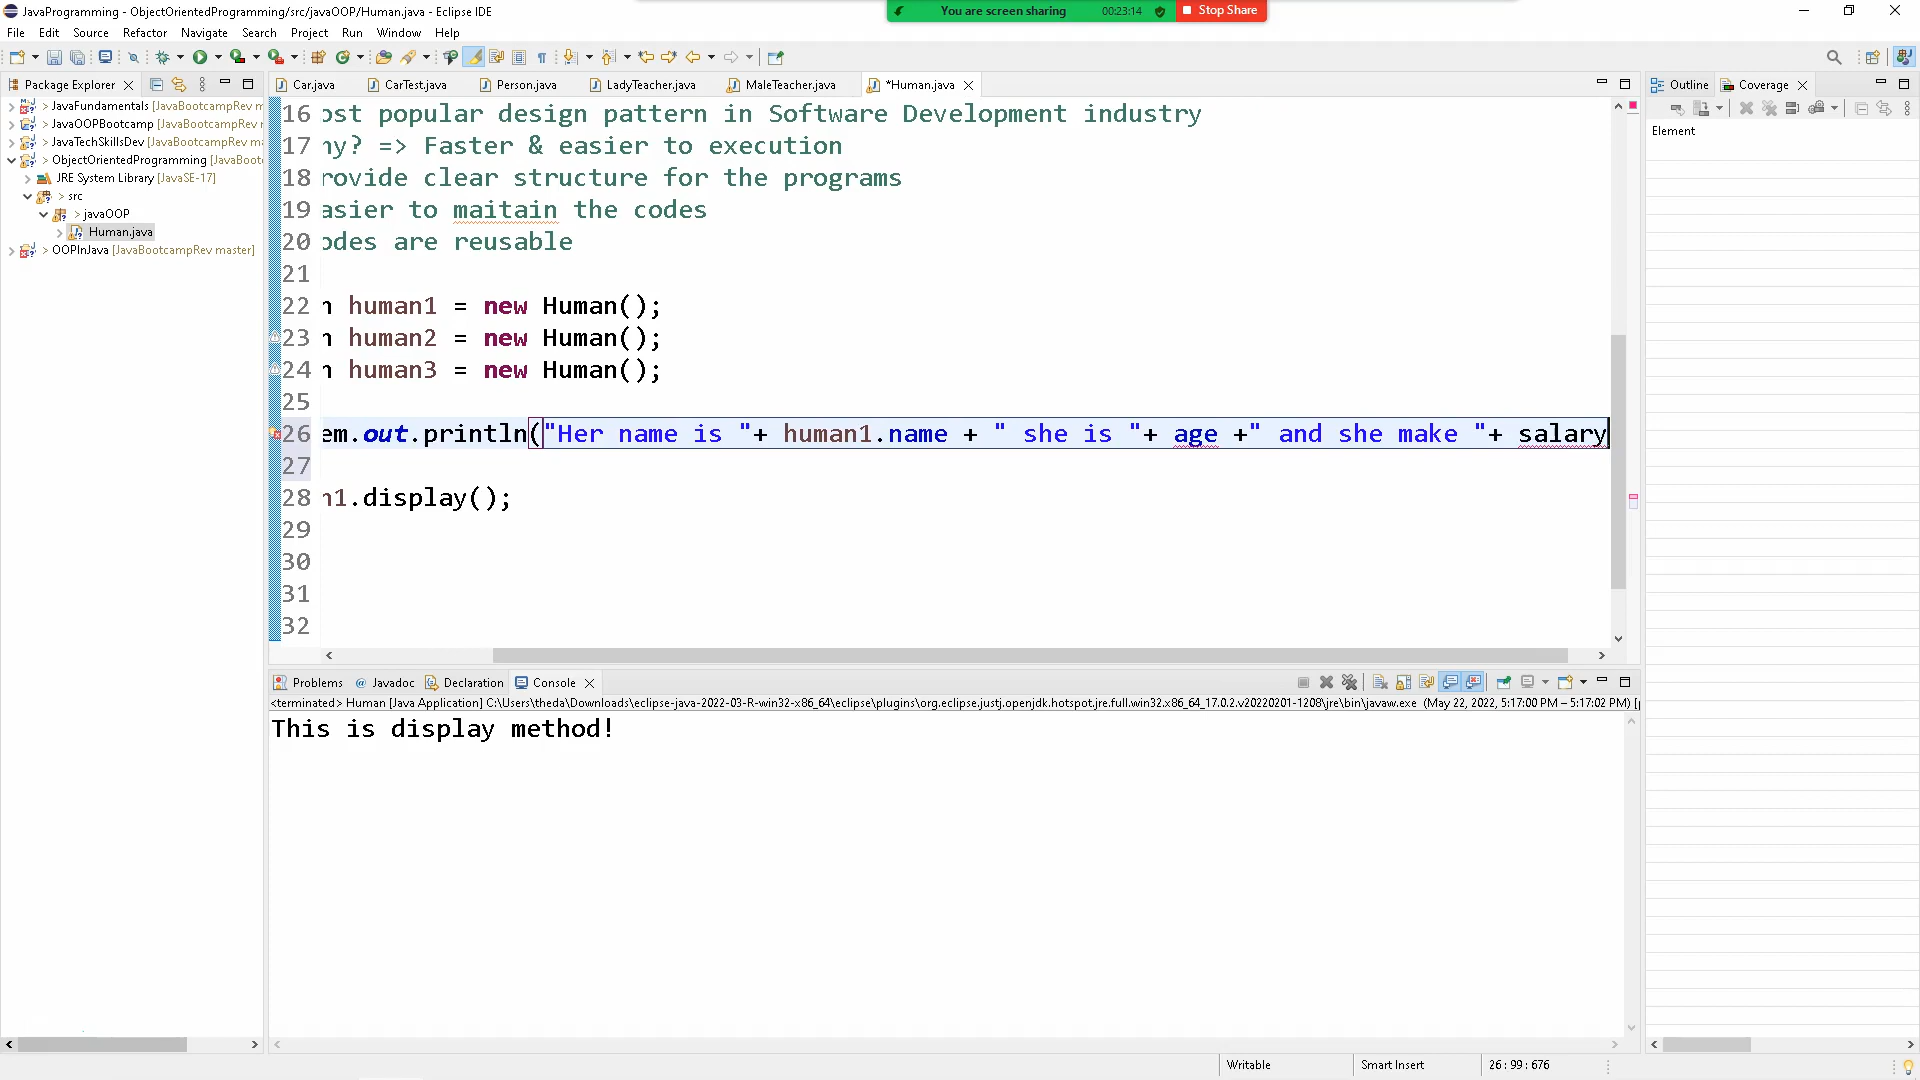 JavaProgramming - ObjectOrientedProgramming/src/javaOOP/Human.java - Eclipse IDE
You are screen sharing 00:23:14 Stop Share
File Edit Source Refactor Navigate Search Project Run Window Help
Package Explorer
> JavaFundamentals [JavaBootcampRev m
> JavaOOPBootcamp [JavaBootcampRev r
> JavaTechSkillsDev [JavaBootcampRev ma
> ObjectOrientedProgramming [JavaBoot
JRE System Library [JavaSE-17]
> src
> javaOOP
Human.java
> OOPInJava [JavaBootcampRev master]
Car.java CarTest.java Person.java LadyTeacher.java MaleTeacher.java *Human.java
16 ost popular design pattern in Software Development industry
17 hy? => Faster & easier to execution
18 rovide clear structure for the programs
19 asier to maitain the codes
20 odes are reusable
21
22 n human1 = new Human();
23 n human2 = new Human();
24 n human3 = new Human();
25
26 em.out.println("Her name is "+ human1.name + " she is "+ age +" and she make "+ salary
27
28 n1.display();
29
30
31
32
Outline Coverage
Element
Problems @ Javadoc Declaration Console
<terminated> Human [Java Application] C:\Users\theda\Downloads\eclipse-java-2022-03-R-win32-x86_64\eclipse\plugins\org.eclipse.justj.openjdk.hotspot.jre.full.win32.x86_64_17.0.2.v20220201-1208\jre\bin\javaw.exe (May 22, 2022, 5:17:00 PM – 5:17:02 PM) [p
This is display method!
Writable Smart Insert 26 : 99 : 676